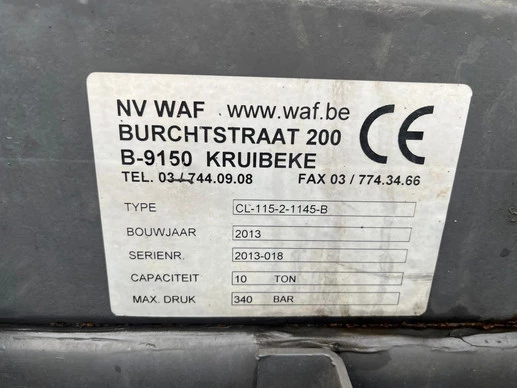 NV WAF www.waf.be
BURCHTSTRAAT 200
B-9150 KRUIBEKE
CE
TEL. 03/744.09.08 FAX 03/774.34.66
TYPE CL-115-2-1145-B
BOUWJAAR 2013
SERIENR. 2013-018
CAPACITEIT 10 TON
MAX. DRUK 340 BAR